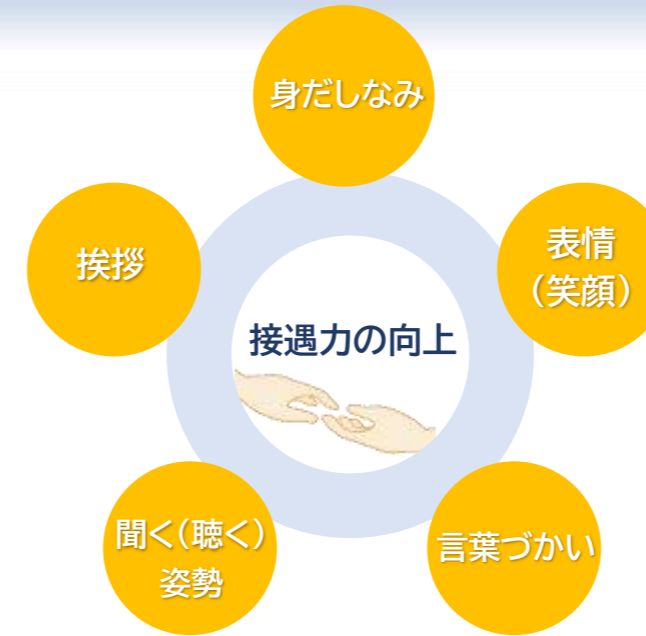 身だしなみ
表情
（笑顔）
挨拶
接遇力の向上
聞く（聴く）
姿勢
言葉づかい